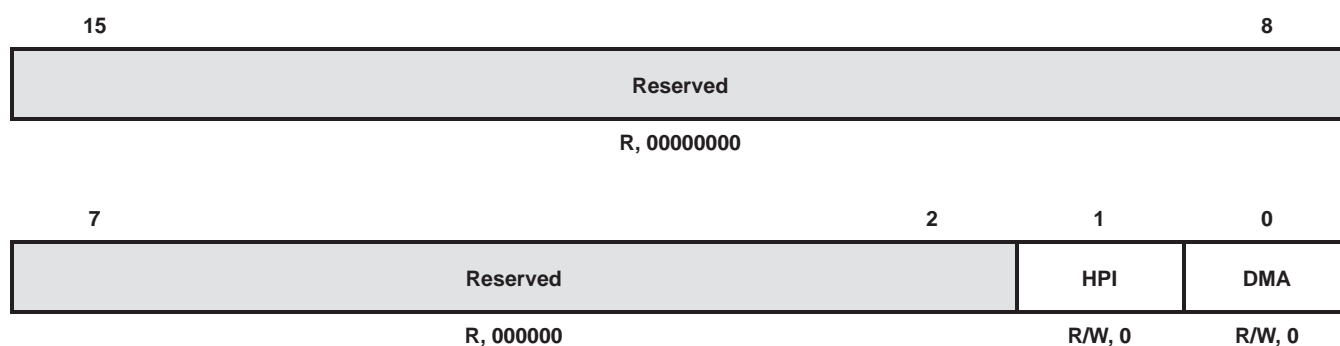 15 8
Reserved
R, 00000000
7 2 1 0
Reserved HPI DMA
R, 000000 R/W, 0 R/W, 0